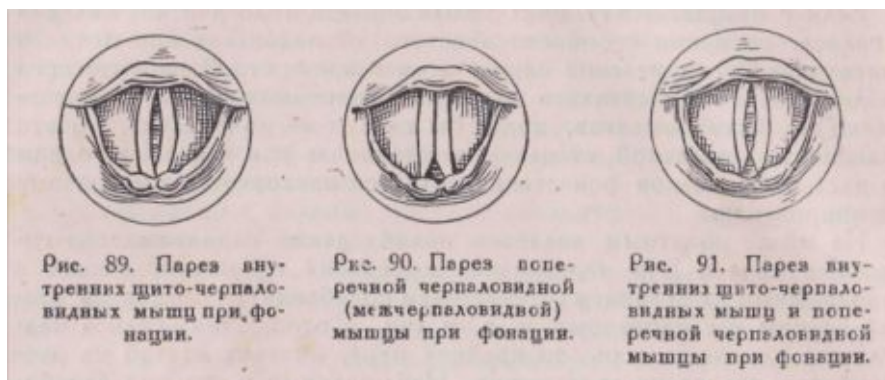 Рис. 89. Парез вну-
тренних щито-черпало-
видных мышц при фо-
нации.
Рис. 90. Парез попе-
речной черпаловидной
(межчерпаловидной)
мышцы при фонации.
Рис. 91. Парез вну-
тренних щито-черпало-
видных мышц и попе-
речной черпаловидной
мышцы при фонации.